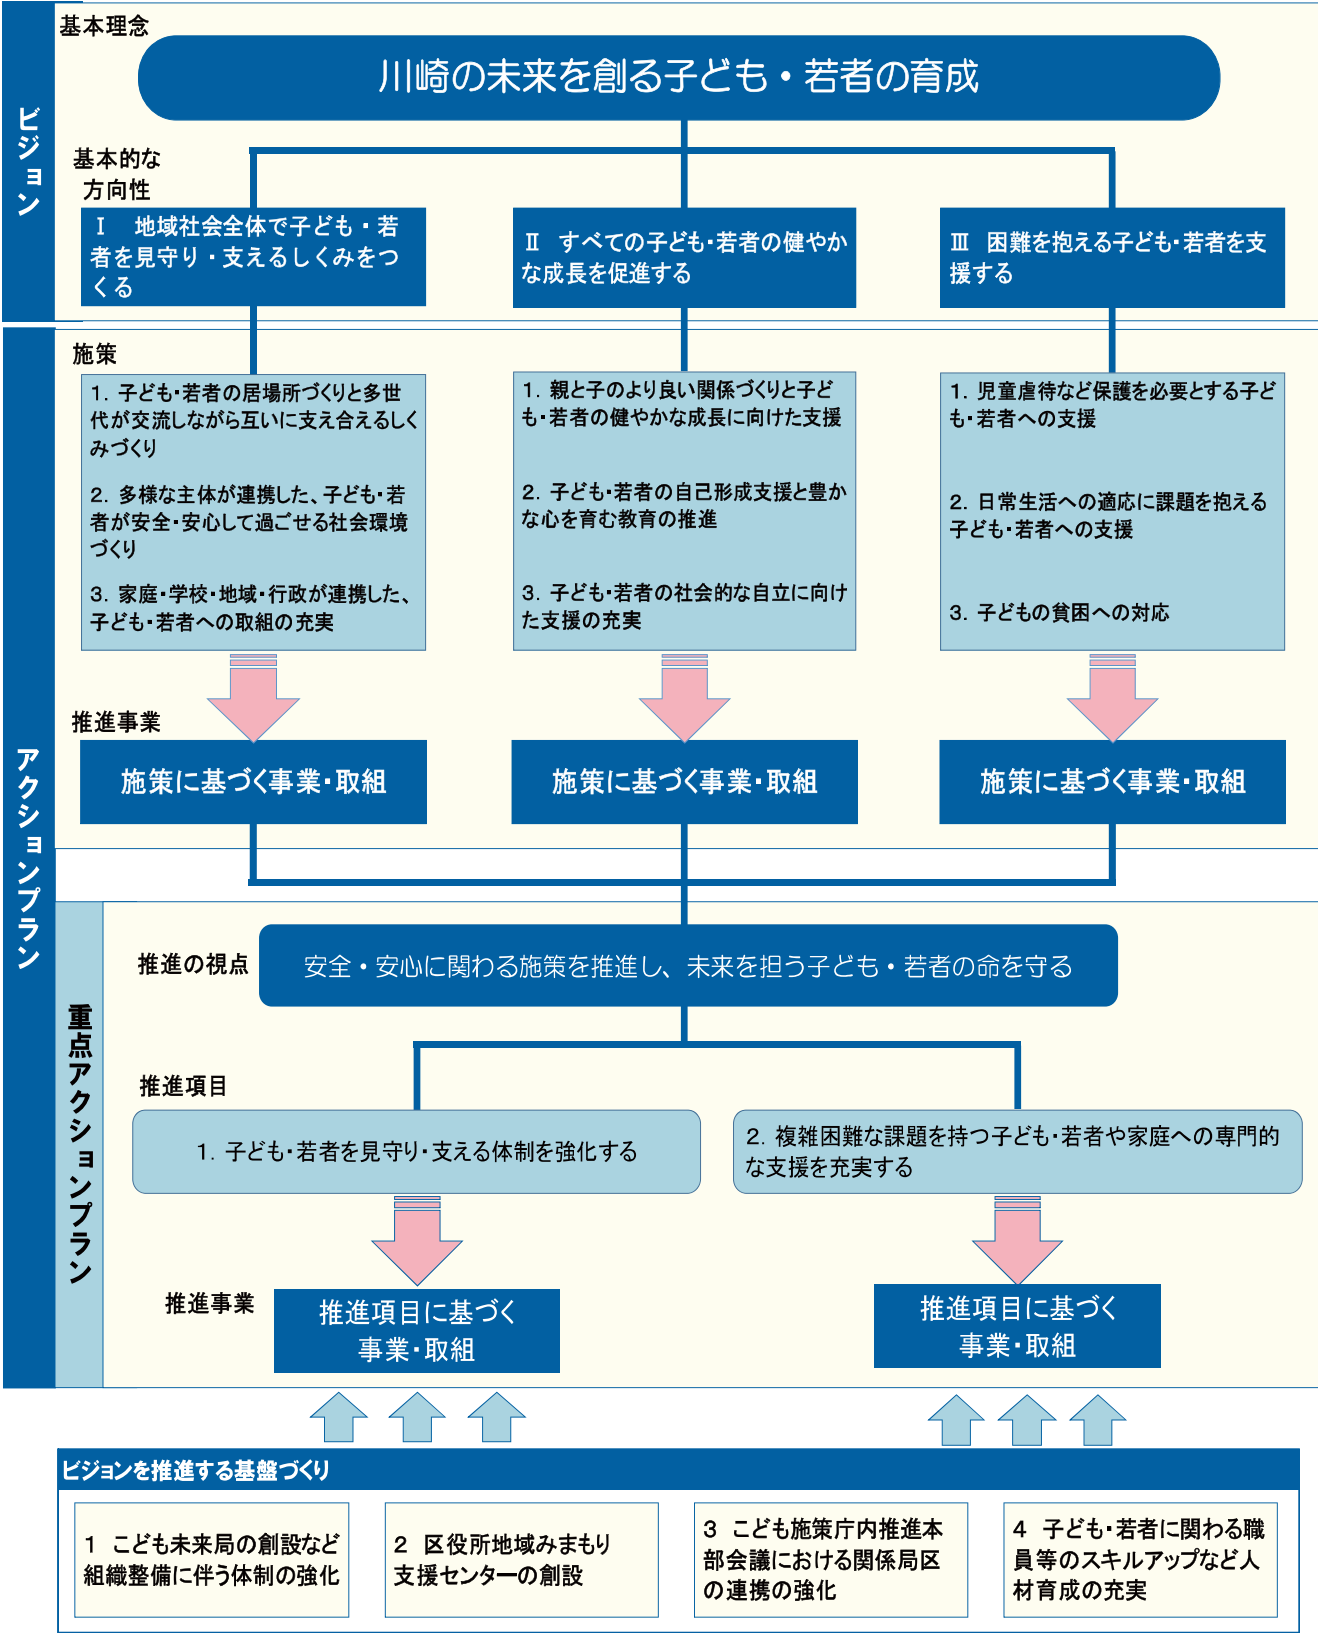 ビジョン
基本理念
川崎の未来を創る子ども・若者の育成
基本的な
方向性
Ⅰ　地域社会全体で子ども・若
者を見守り・支えるしくみをつ
くる
Ⅱ すべての子ども・若者の健やか
な成長を促進する
Ⅲ 困難を抱える子ども・若者を支
援する
アクションプラン
施策
1. 子ども・若者の居場所づくりと多世
代が交流しながら互いに支え合えるしく
みづくり
2. 多様な主体が連携した、子ども・若
者が安全・安心して過ごせる社会環境
づくり
3. 家庭・学校・地域・行政が連携した、
子ども・若者への取組の充実
1. 親と子のより良い関係づくりと子ど
も・若者の健やかな成長に向けた支援
2. 子ども・若者の自己形成支援と豊か
な心を育む教育の推進
3. 子ども・若者の社会的な自立に向け
た支援の充実
1. 児童虐待など保護を必要とする子ど
も・若者への支援
2. 日常生活への適応に課題を抱える
子ども・若者への支援
3. 子どもの貧困への対応
推進事業
施策に基づく事業・取組
施策に基づく事業・取組
施策に基づく事業・取組
重点アクションプラン
推進の視点
安全・安心に関わる施策を推進し、未来を担う子ども・若者の命を守る
推進項目
1. 子ども・若者を見守り・支える体制を強化する
2. 複雑困難な課題を持つ子ども・若者や家庭への専門的
な支援を充実する
推進事業
推進項目に基づく
事業・取組
推進項目に基づく
事業・取組
ビジョンを推進する基盤づくり
1 こども未来局の創設など
組織整備に伴う体制の強化
2 区役所地域みまもり
支援センターの創設
3 こども施策庁内推進本
部会議における関係局区
の連携の強化
4 子ども・若者に関わる職
員等のスキルアップなど人
材育成の充実